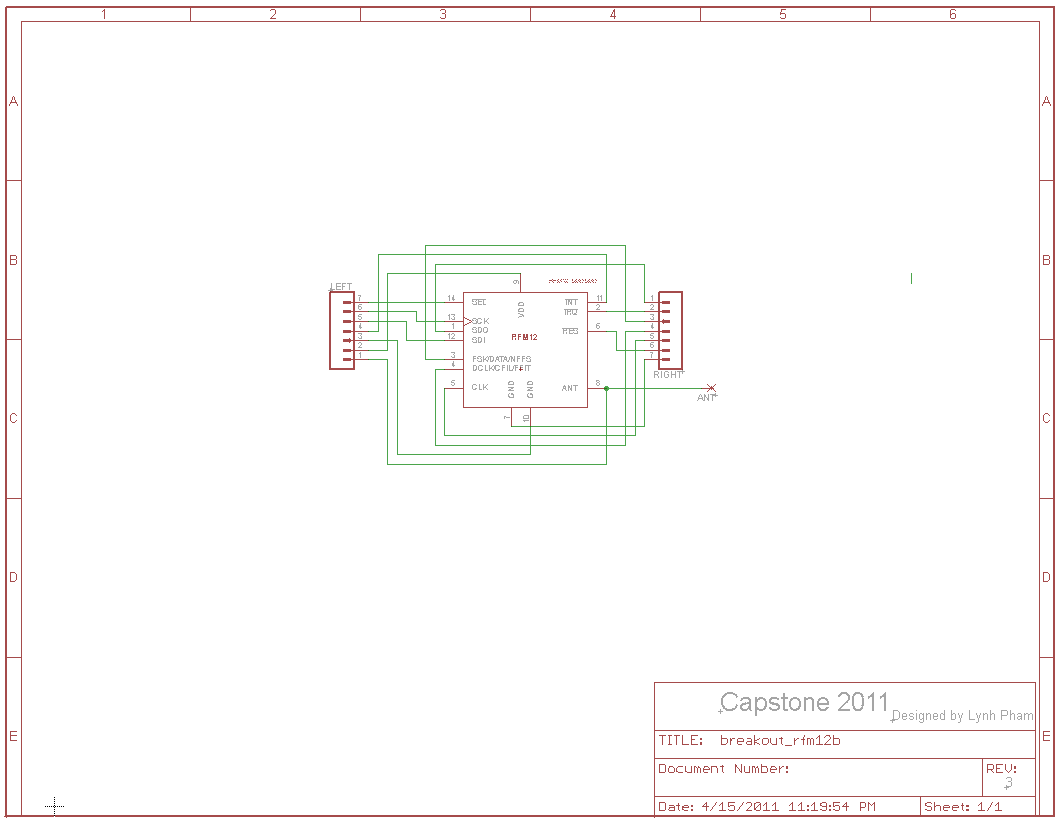 1 2 3 4 5 6
A A
B B
LEFT
9
7 14 SEL VDD INT 11 1
6 IRQ 2 2
5 13 SCK 3
4 1 SDO RES 6 4
3 12 SDI RFM12 5
2 6
1 3 FSK/DATA/NFFS 7
4 DCLK/CFIL/FFIT
RIGHT
5 CLK GND GND ANT 8
ANT
7 10
C C
D D
E E
Capstone 2011
Designed by Lynh Pham
TITLE: breakout_rfm12b
Document Number:
REV:
3
Date: 4/15/2011 11:19:54 PM
Sheet: 1/1